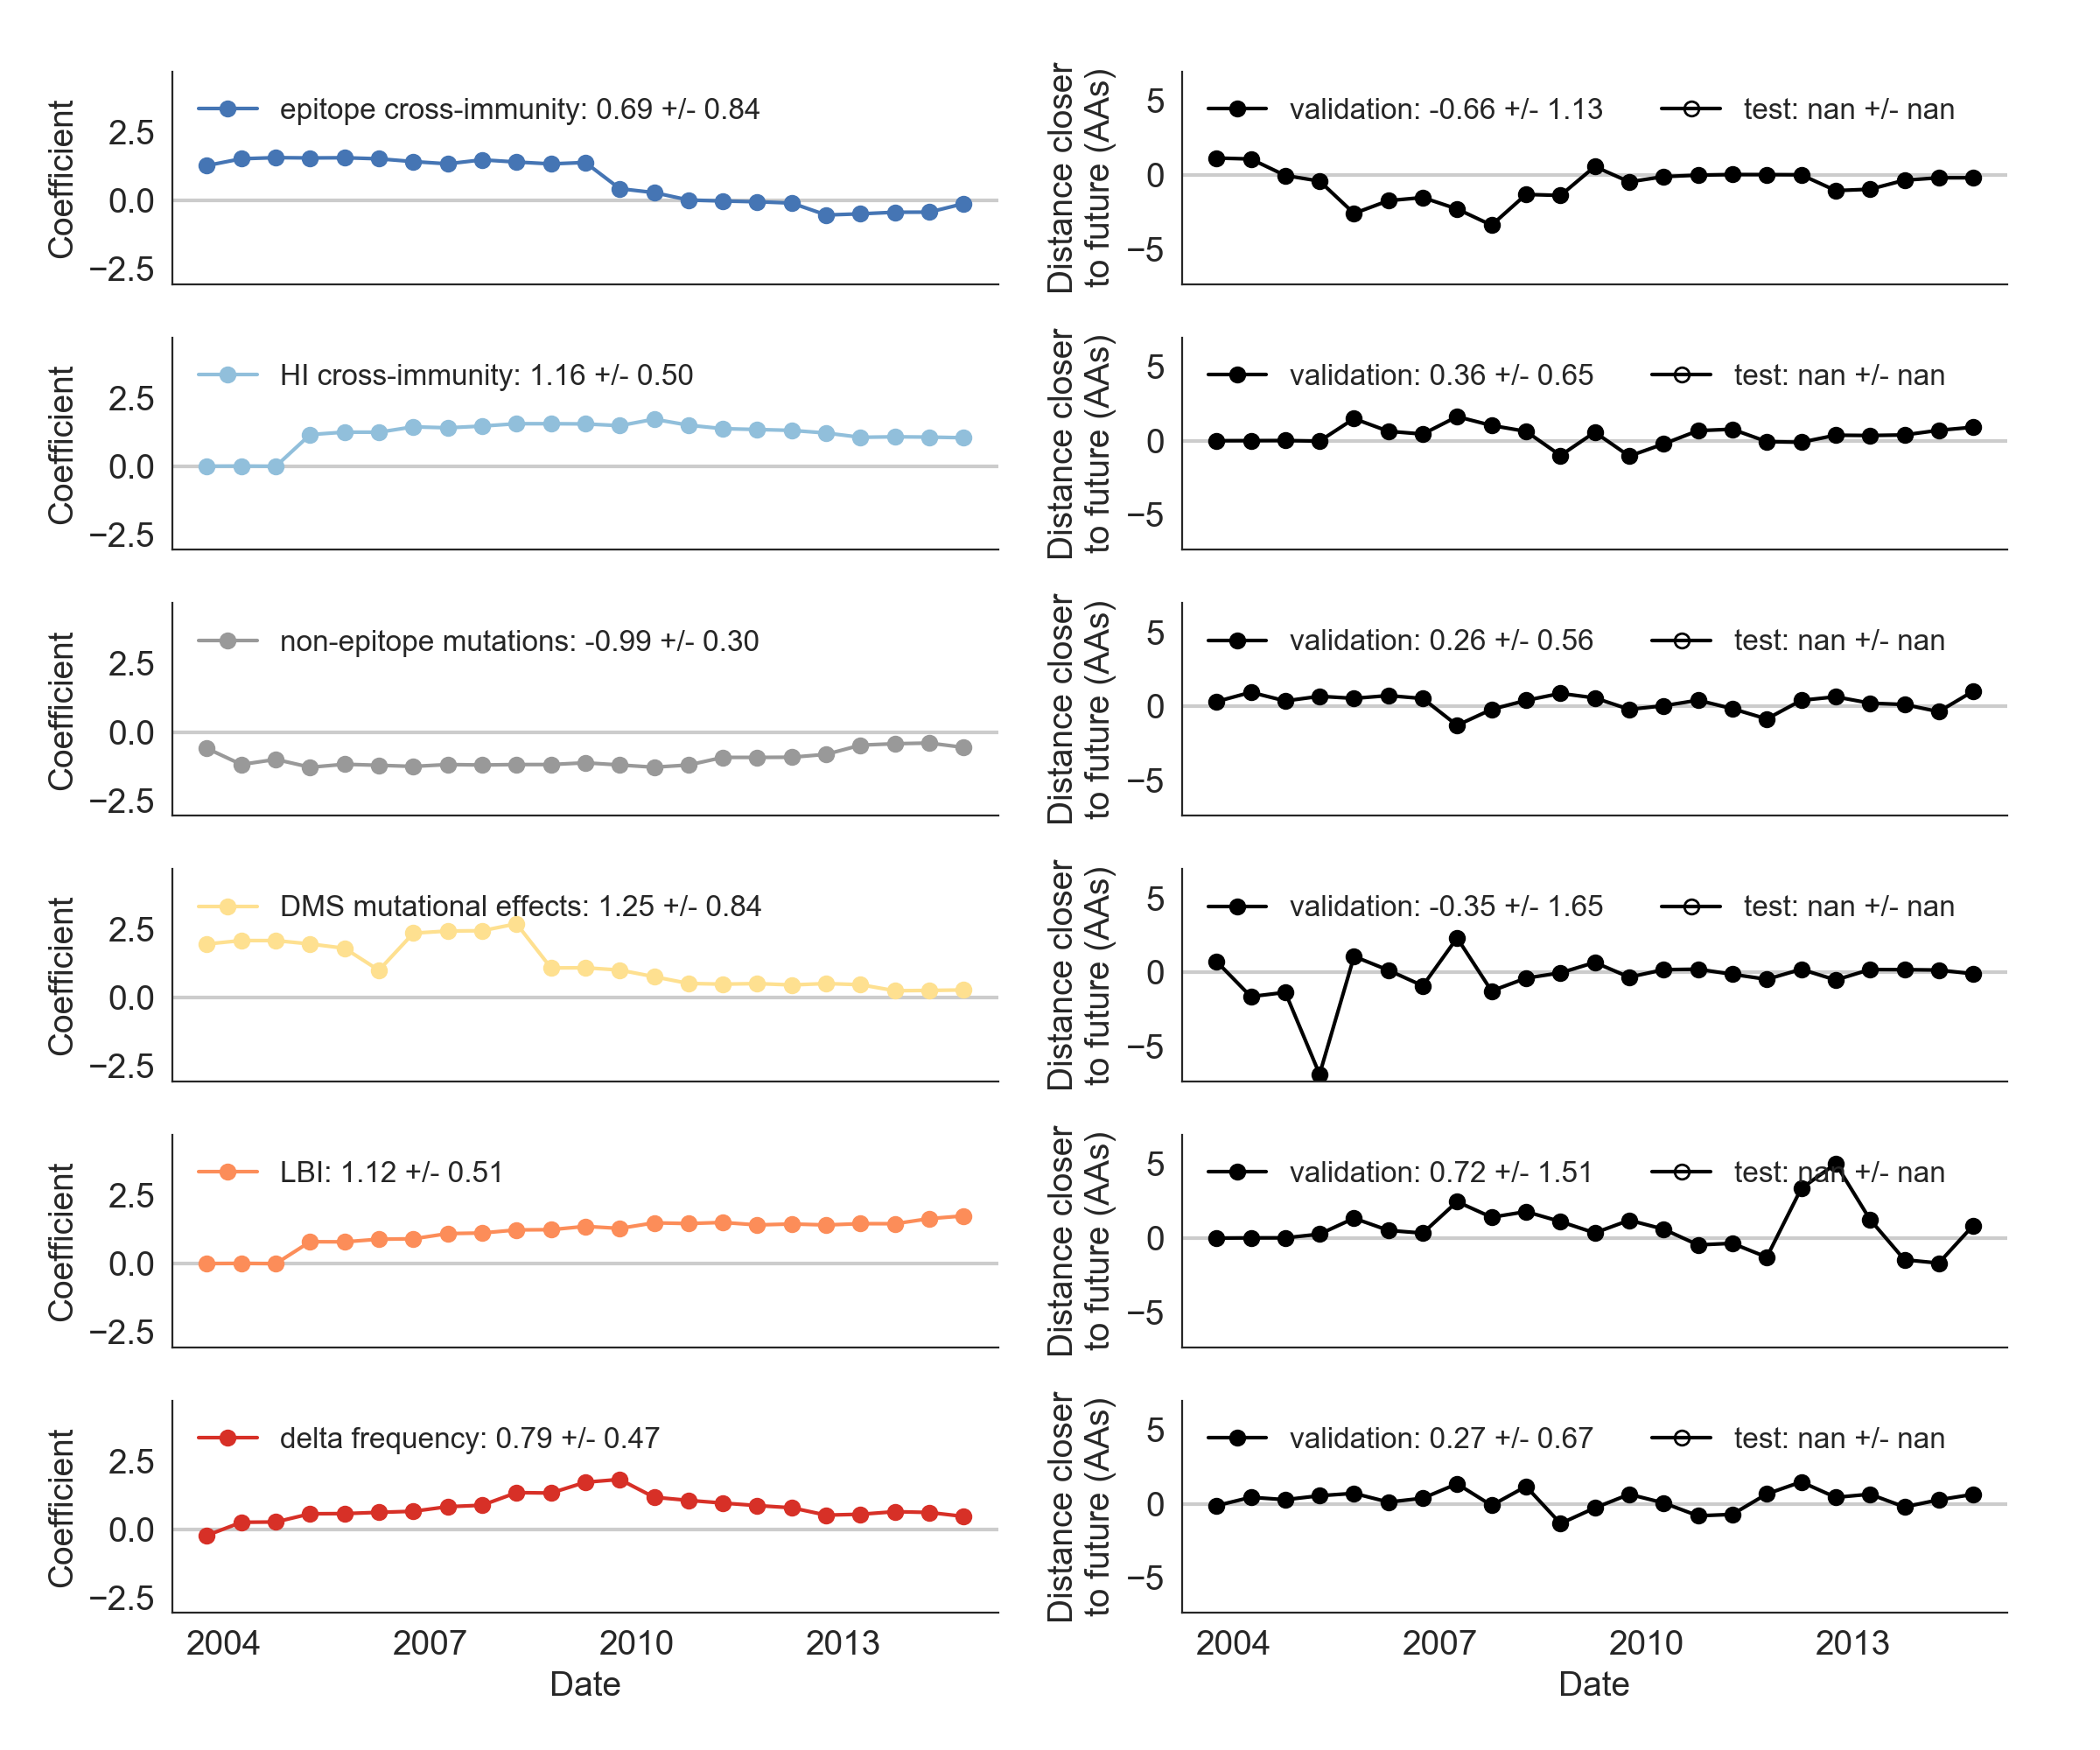 Coefficient
2.5
0.0
−2.5
epitope cross-immunity: 0.69 +/- 0.84
Distance closer
to future (AAs)
5
0
−5
validation: -0.66 +/- 1.13
test: nan +/- nan
Coefficient
2.5
0.0
−2.5
HI cross-immunity: 1.16 +/- 0.50
Distance closer
to future (AAs)
5
0
−5
validation: 0.36 +/- 0.65
test: nan +/- nan
Coefficient
2.5
0.0
−2.5
non-epitope mutations: -0.99 +/- 0.30
Distance closer
to future (AAs)
5
0
−5
validation: 0.26 +/- 0.56
test: nan +/- nan
Coefficient
2.5
0.0
−2.5
DMS mutational effects: 1.25 +/- 0.84
Distance closer
to future (AAs)
5
0
−5
validation: -0.35 +/- 1.65
test: nan +/- nan
Coefficient
2.5
0.0
−2.5
LBI: 1.12 +/- 0.51
Distance closer
to future (AAs)
5
0
−5
validation: 0.72 +/- 1.51
test: nan +/- nan
Coefficient
2.5
0.0
−2.5
delta frequency: 0.79 +/- 0.47
Distance closer
to future (AAs)
5
0
−5
validation: 0.27 +/- 0.67
test: nan +/- nan
2004 2007 2010 2013
Date
2004 2007 2010 2013
Date